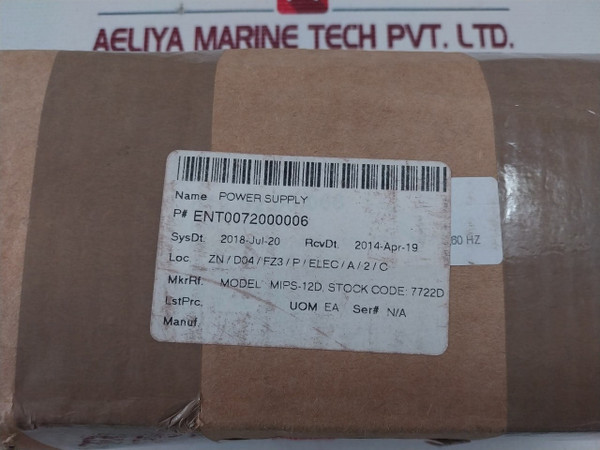 AELIYA MARINE TECH PVT. LTD.
Name POWER SUPPLY
P# ENT0072000006
SysDt. 2018-Jul-20 RcvDt. 2014-Apr-19
Loc. ZN / D04 / FZ3 / P / ELEC / A / 2 / C
MkrRf. MODEL: MIPS-12D, STOCK CODE: 7722D
LstPrc. UOM EA Ser# N/A
Manuf.
60 HZ